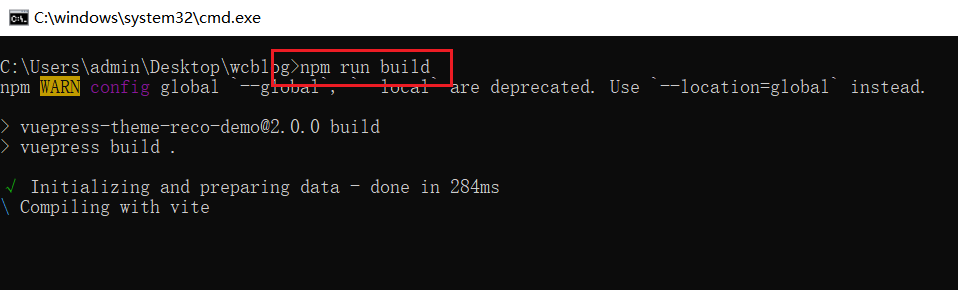 C:\windows\system32\cmd.exe
C:\Users\admin\Desktop\wcblog>npm run build
npm WARN config global `--global`, `--local` are deprecated. Use `--location=global` instead.
> vuepress-theme-reco-demo@2.0.0 build
> vuepress build .
√ Initializing and preparing data - done in 284ms
\ Compiling with vite